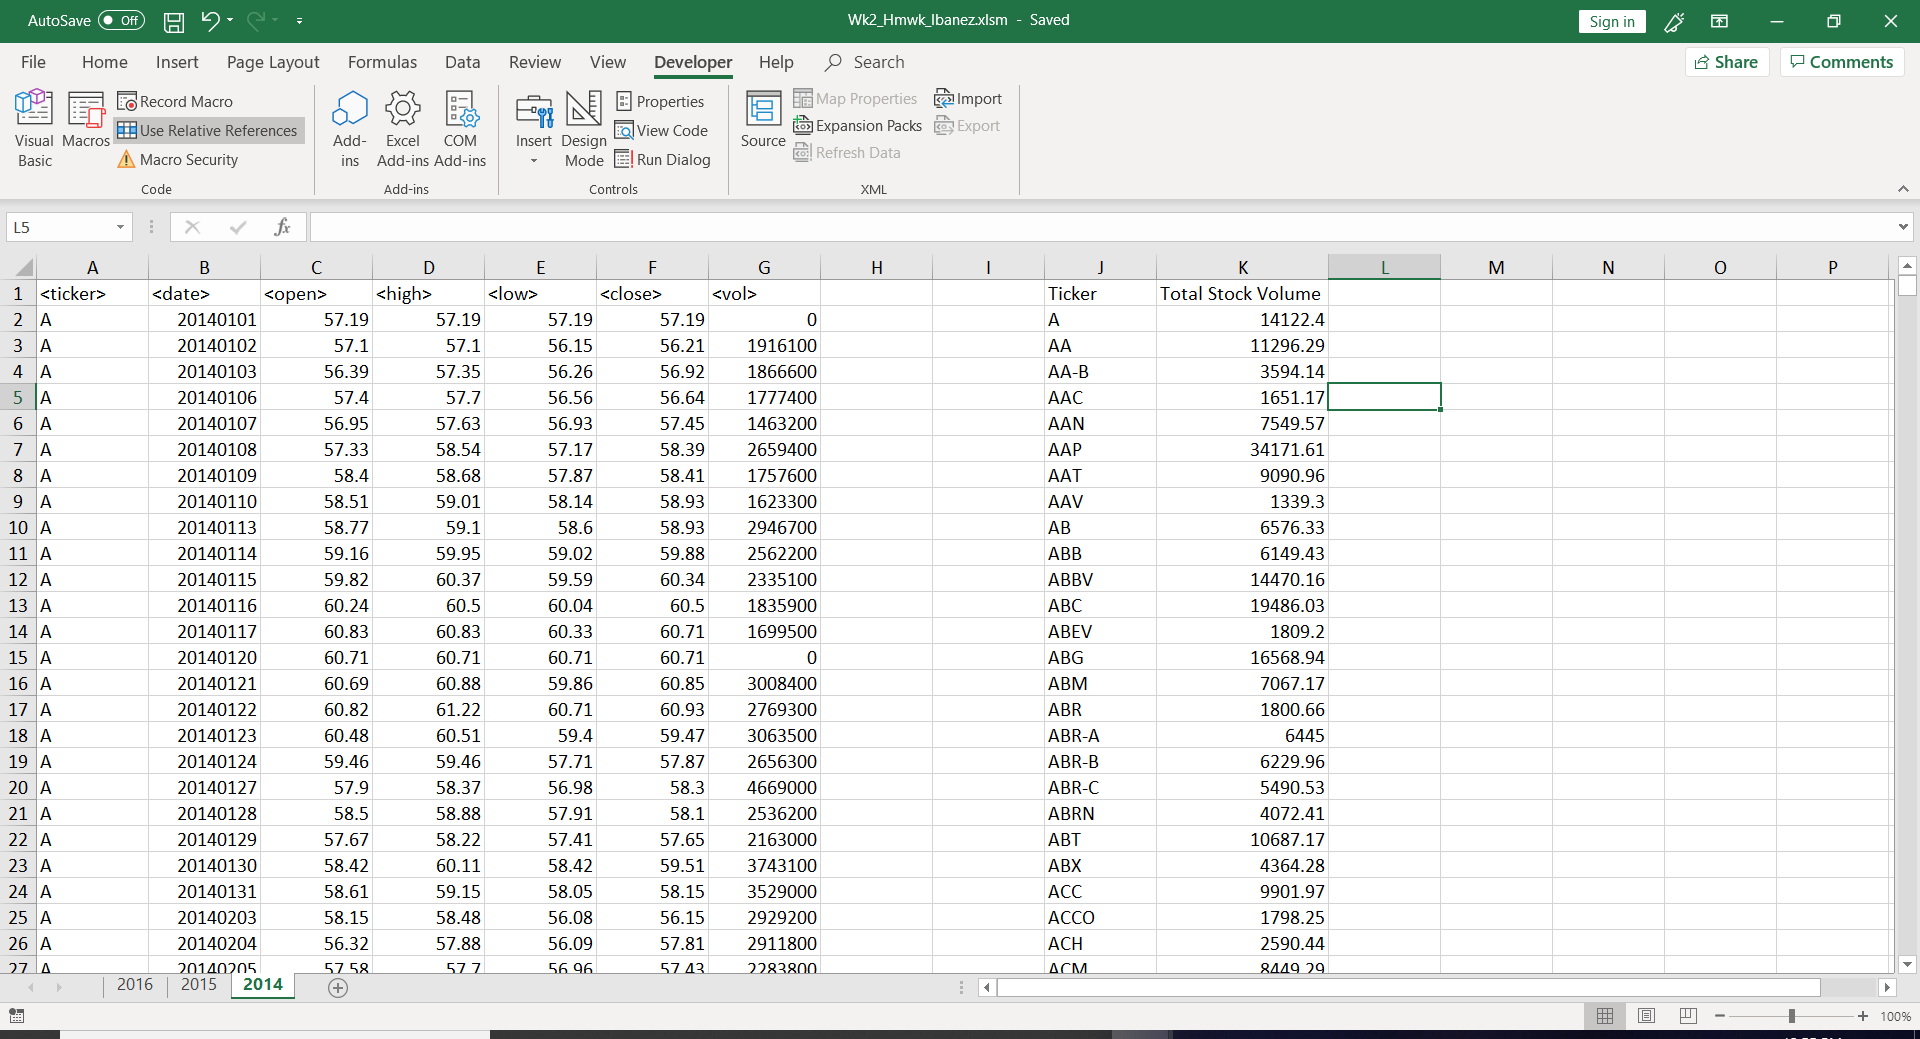 AutoSave Off Wk2_Hmwk_Ibanez.xlsm - Saved Sign in
File Home Insert Page Layout Formulas Data Review View Developer Help Search Share Comments
Visual Basic
Macros
Record Macro
Use Relative References
Macro Security
Code
Add-ins
Excel Add-ins
COM Add-ins
Add-ins
Insert
Design Mode
Properties
View Code
Run Dialog
Controls
Source
Map Properties
Expansion Packs
Refresh Data
Import
Export
XML
L5 fx
A B C D E F G H I J K L M N O P
1 <ticker> <date> <open> <high> <low> <close> <vol> Ticker Total Stock Volume
2 A 20140101 57.19 57.19 57.19 57.19 0 A 14122.4
3 A 20140102 57.1 57.1 56.15 56.21 1916100 AA 11296.29
4 A 20140103 56.39 57.35 56.26 56.92 1866600 AA-B 3594.14
5 A 20140106 57.4 57.7 56.56 56.64 1777400 AAC 1651.17
6 A 20140107 56.95 57.63 56.93 57.45 1463200 AAN 7549.57
7 A 20140108 57.33 58.54 57.17 58.39 2659400 AAP 34171.61
8 A 20140109 58.4 58.68 57.87 58.41 1757600 AAT 9090.96
9 A 20140110 58.51 59.01 58.14 58.93 1623300 AAV 1339.3
10 A 20140113 58.77 59.1 58.6 58.93 2946700 AB 6576.33
11 A 20140114 59.16 59.95 59.02 59.88 2562200 ABB 6149.43
12 A 20140115 59.82 60.37 59.59 60.34 2335100 ABBV 14470.16
13 A 20140116 60.24 60.5 60.04 60.5 1835900 ABC 19486.03
14 A 20140117 60.83 60.83 60.33 60.71 1699500 ABEV 1809.2
15 A 20140120 60.71 60.71 60.71 60.71 0 ABG 16568.94
16 A 20140121 60.69 60.88 59.86 60.85 3008400 ABM 7067.17
17 A 20140122 60.82 61.22 60.71 60.93 2769300 ABR 1800.66
18 A 20140123 60.48 60.51 59.4 59.47 3063500 ABR-A 6445
19 A 20140124 59.46 59.46 57.71 57.87 2656300 ABR-B 6229.96
20 A 20140127 57.9 58.37 56.98 58.3 4669000 ABR-C 5490.53
21 A 20140128 58.5 58.88 57.91 58.1 2536200 ABRN 4072.41
22 A 20140129 57.67 58.22 57.41 57.65 2163000 ABT 10687.17
23 A 20140130 58.42 60.11 58.42 59.51 3743100 ABX 4364.28
24 A 20140131 58.61 59.15 58.05 58.15 3529000 ACC 9901.97
25 A 20140203 58.15 58.48 56.08 56.15 2929200 ACCO 1798.25
26 A 20140204 56.32 57.88 56.09 57.81 2911800 ACH 2590.44
27 A 20140205 57.58 57.7 56.96 57.43 2283800 ACM 8449.29
2016 2015 2014
100%